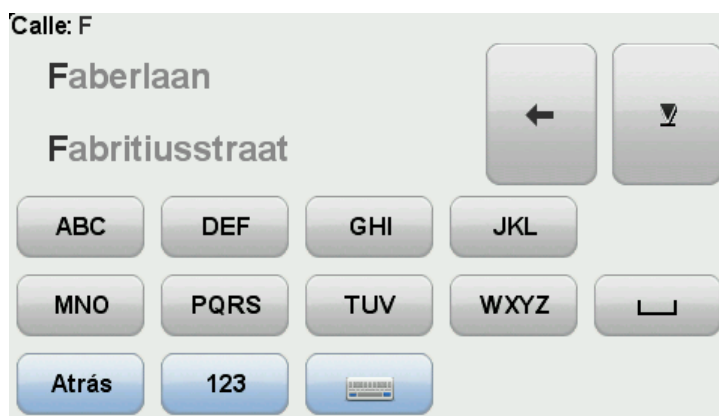 Calle: F
Faberlaan
Fabritiusstraat
ABC DEF GHI JKL
MNO PQRS TUV WXYZ
Atrás 123